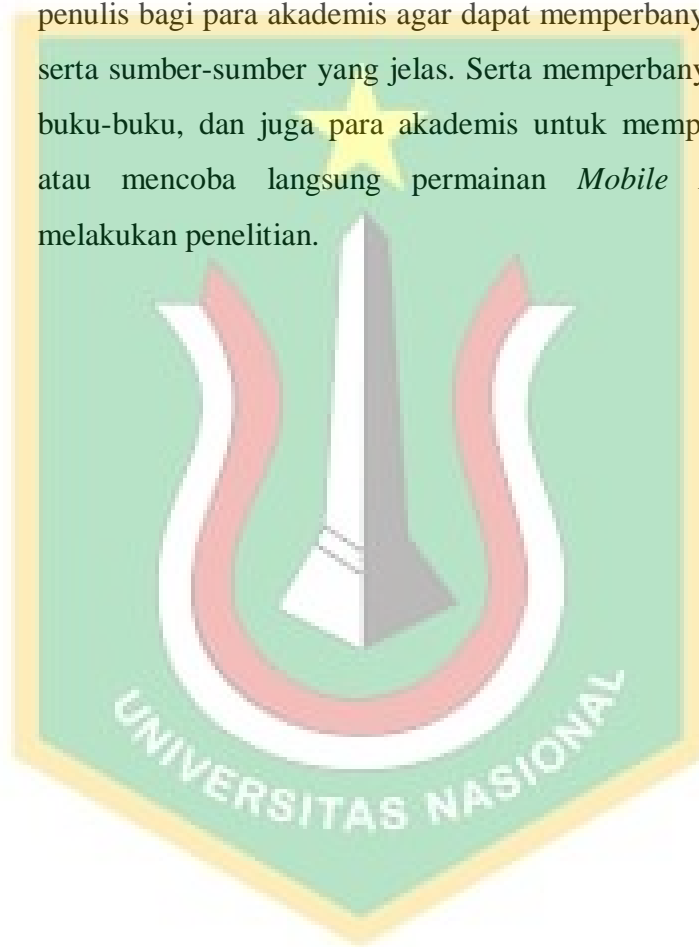 penulis bagi para akademis agar dapat memperbany
serta sumber-sumber yang jelas. Serta memperbany
buku-buku, dan juga para akademis untuk memp
atau mencoba langsung permainan Mobile
melakukan penelitian.
UNIVERSITAS NASIONAL